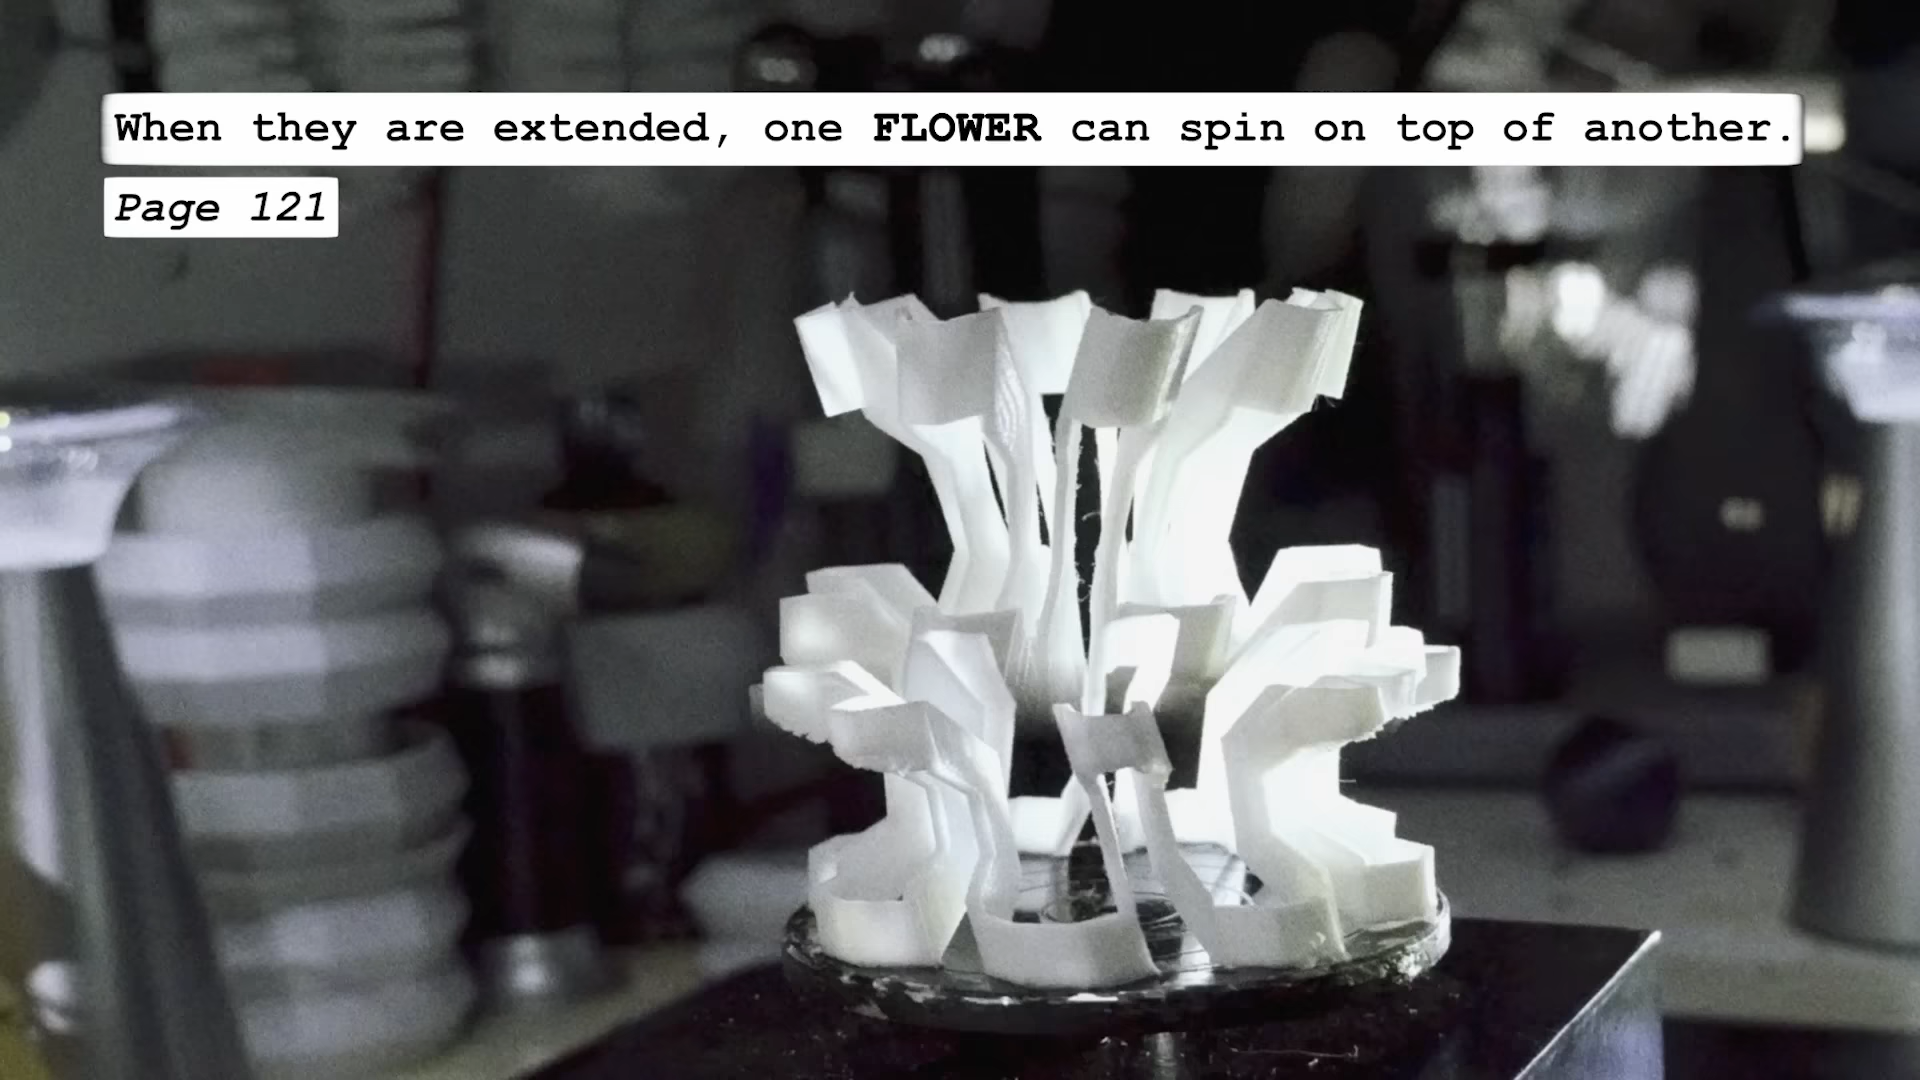 When they are extended, one FLOWER can spin on top of another.
Page 121